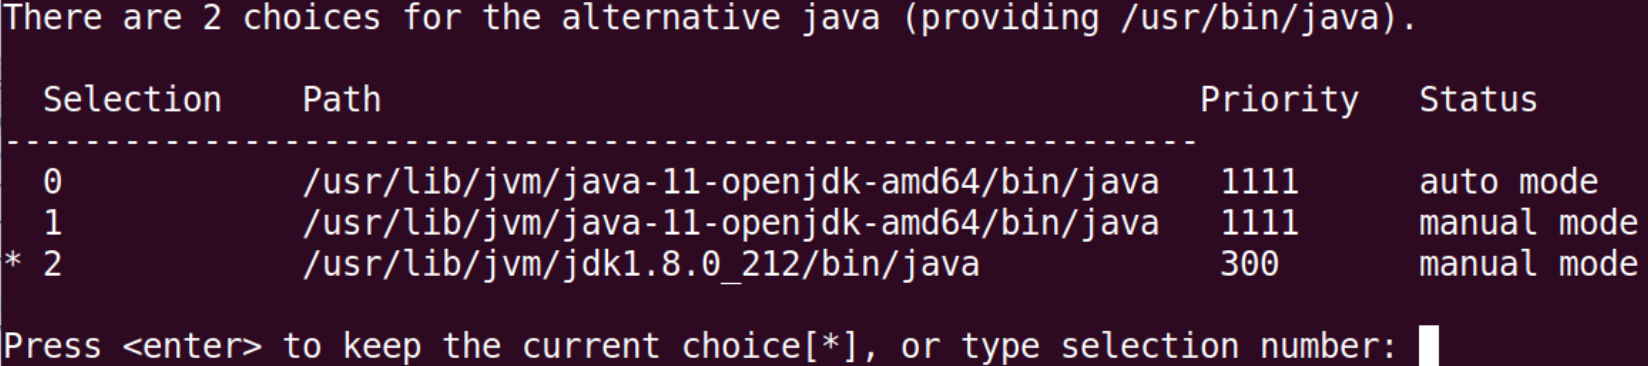 There are 2 choices for the alternative java (providing /usr/bin/java).
Selection Path Priority Status
------------------------------------------------------------
0 /usr/lib/jvm/java-11-openjdk-amd64/bin/java 1111 auto mode
1 /usr/lib/jvm/java-11-openjdk-amd64/bin/java 1111 manual mode
* 2 /usr/lib/jvm/jdk1.8.0_212/bin/java 300 manual mode
Press <enter> to keep the current choice[*], or type selection number: